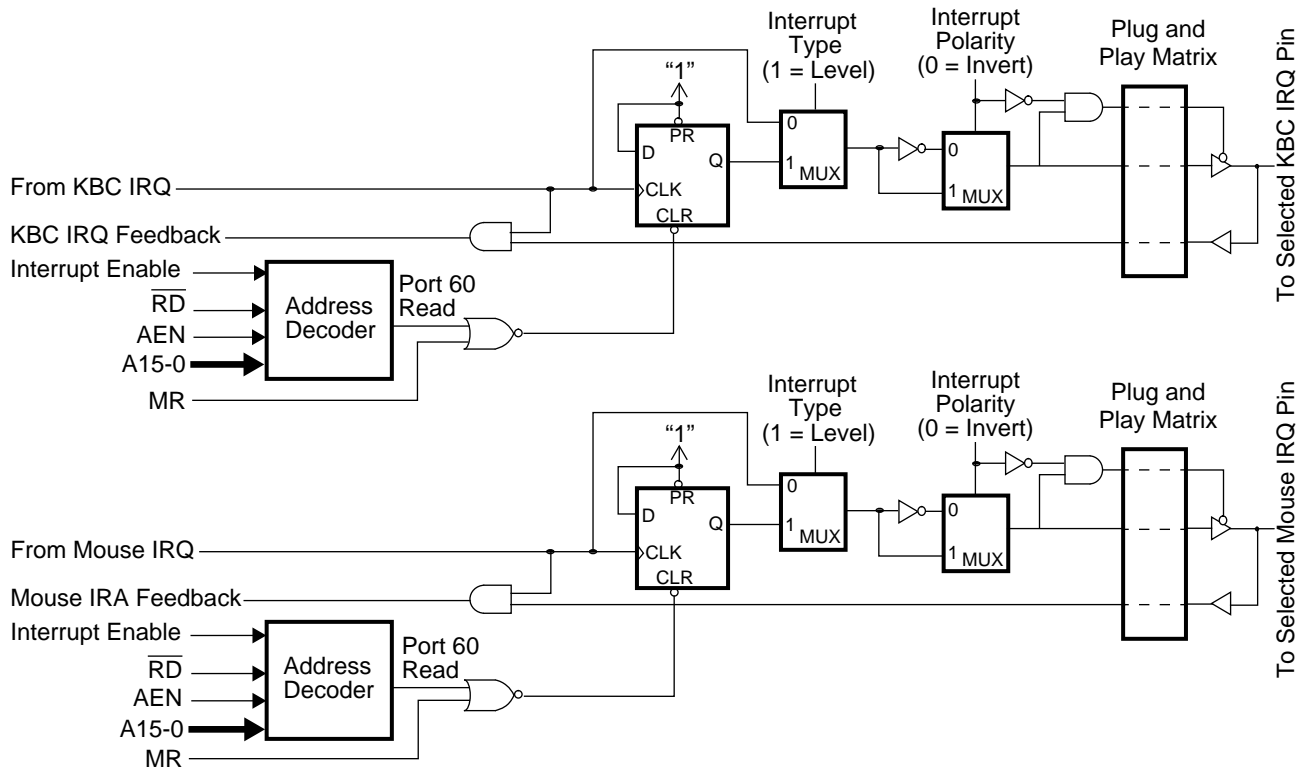 Interrupt
Type
(1 = Level)
Interrupt
Polarity
(0 = Invert)
Plug and
Play Matrix
“1”
PR
D
Q
CLK
CLR
0
1
MUX
0
1
MUX
From KBC IRQ
KBC IRQ Feedback
Interrupt Enable
RD
AEN
A15-0
MR
Address
Decoder
Port 60
Read
To Selected KBC IRQ Pin
Interrupt
Type
(1 = Level)
Interrupt
Polarity
(0 = Invert)
Plug and
Play Matrix
“1”
PR
D
Q
CLK
CLR
0
1
MUX
0
1
MUX
From Mouse IRQ
Mouse IRA Feedback
Interrupt Enable
RD
AEN
A15-0
MR
Address
Decoder
Port 60
Read
To Selected Mouse IRQ Pin